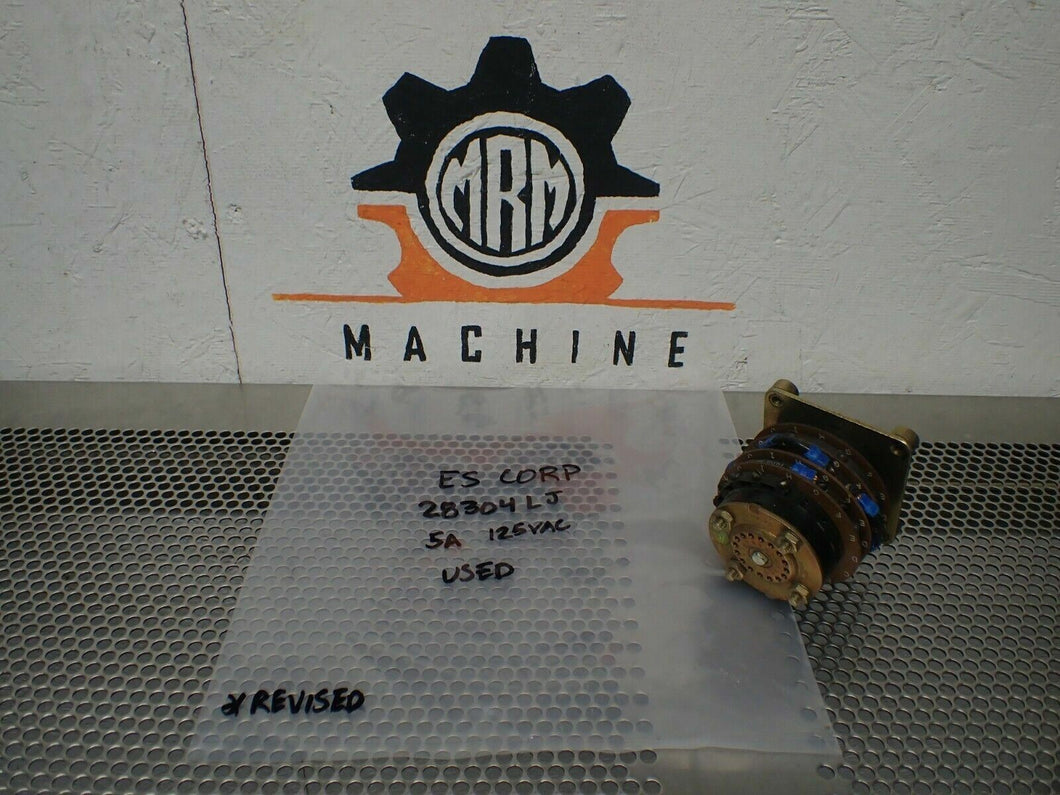 MRM
MACHINE
ES CORP
28304LJ
5A 125VAC
USED
*REVISED